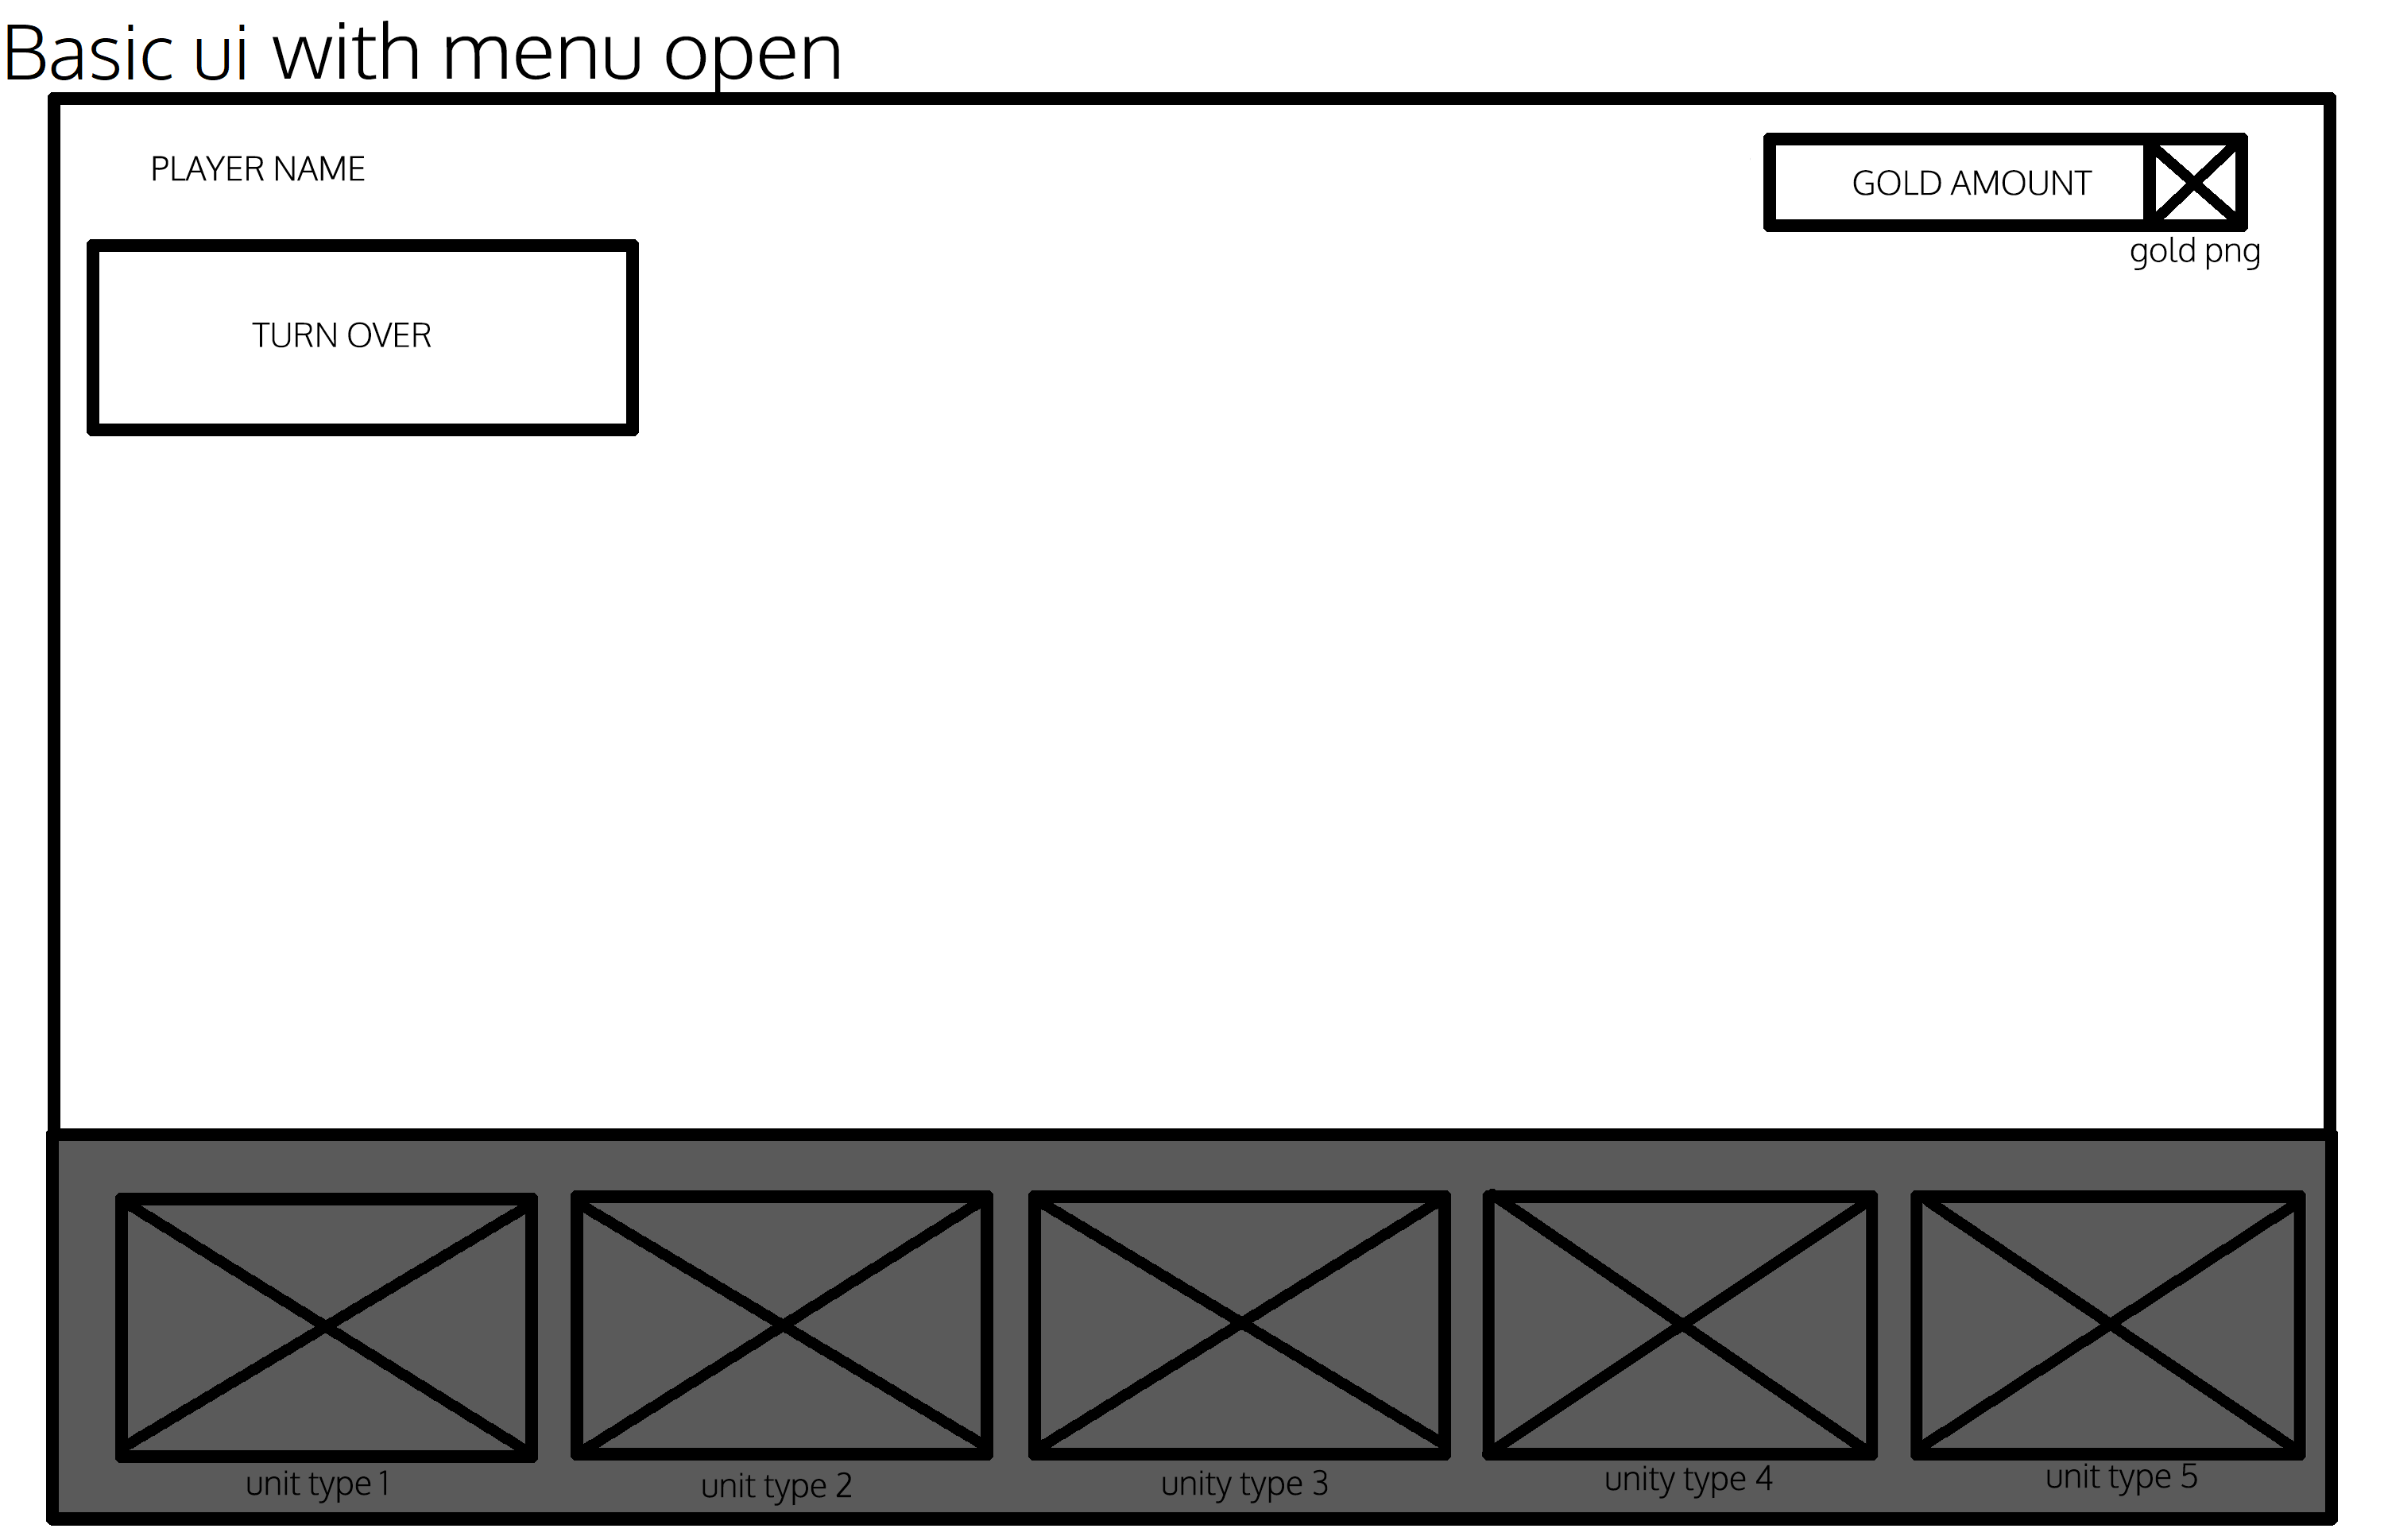 Basic ui with menu open
PLAYER NAME
GOLD AMOUNT
gold png
TURN OVER
unit type 1
unit type 2
unity type 3
unity type 4
unit type 5